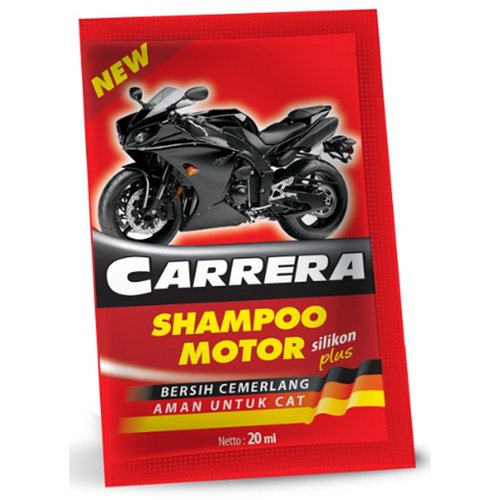 NEW
CARRERA
SHAMPOO
MOTOR silikon plus
BERSIH CEMERLANG
AMAN UNTUK CAT
Netto : 20 ml